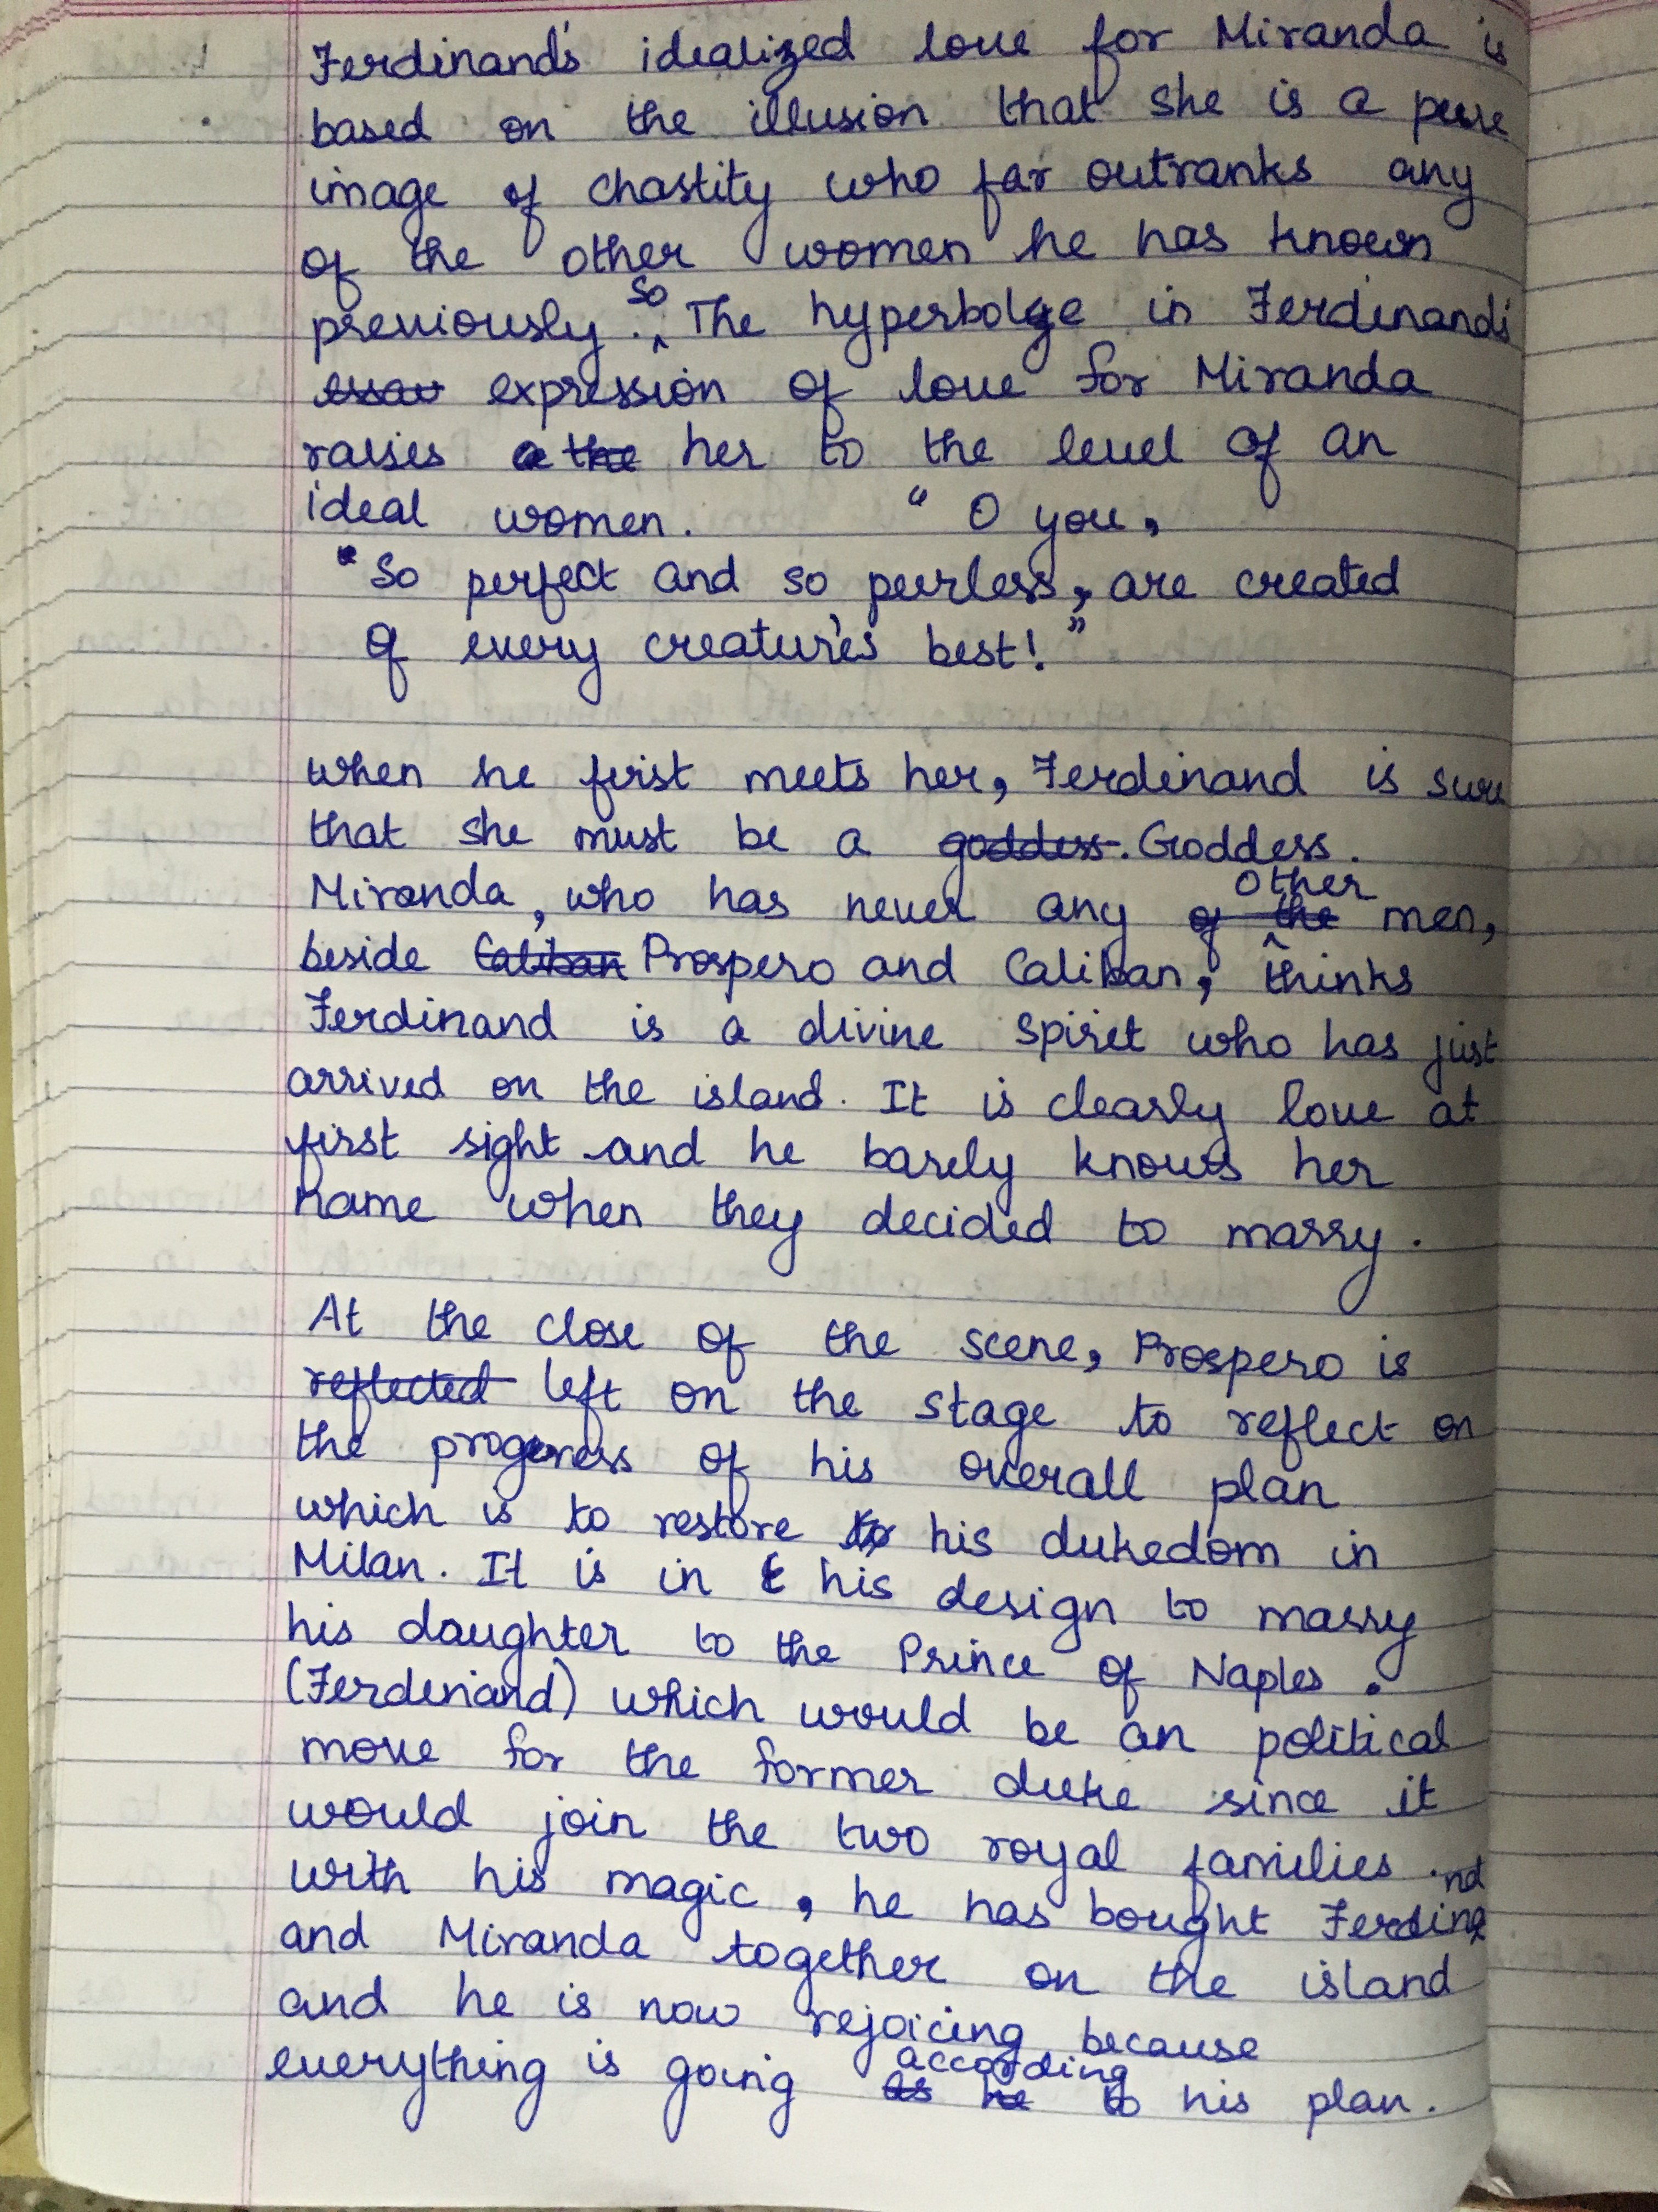 Ferdinand's idealized love for Miranda is
based on the illusion that she is a pure
image of chastity who far outranks any
of the other women he has known
previously. So The hyperbolge in Ferdinand's
expression of love for Miranda
raises her to the level of an
ideal women. " O you,
"So perfect and so peerless, are created
Of every creature's best!"
when he first meets her, Ferdinand is sure
that she must be a goddess. Goddess.
Miranda, who has never any of the other men,
beside Caliban Prospero and Caliban, thinks
Ferdinand is a divine spirit who has just
arrived on the island. It is clearly love at
first sight and he barely knows her
name when they decided to marry.
At the close of the scene, Prospero is
reflected left on the stage to reflect on
the progress of his overall plan
which is to restore his dukedom in
Milan. It is in his design to marry
his daughter to the Prince of Naples.
(Ferdinand) which would be an political
move for the former duke since it
would join the two royal families.
with his magic, he has bought Ferdinand
and Miranda together on the island
and he is now rejoicing because
everything is going as he according to his plan.